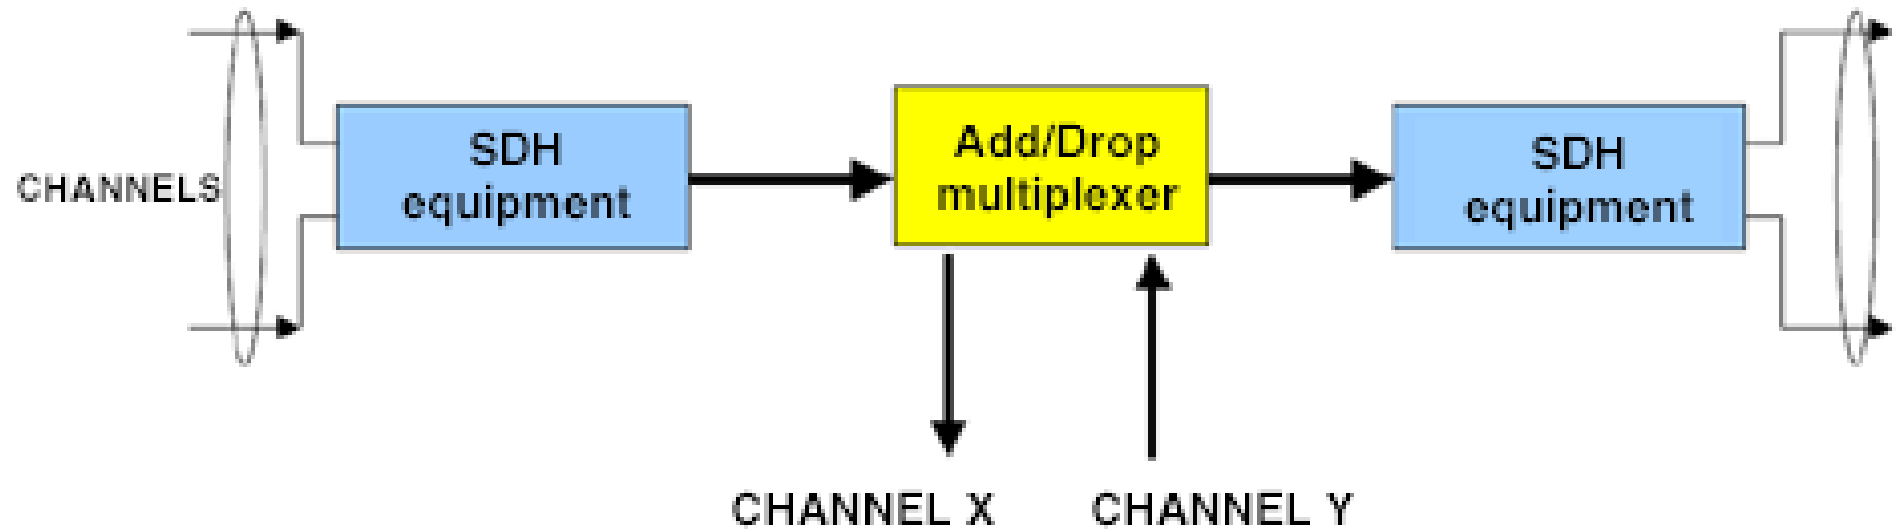 CHANNELS
SDH
equipment
Add/Drop
multiplexer
SDH
equipment
CHANNEL X
CHANNEL Y